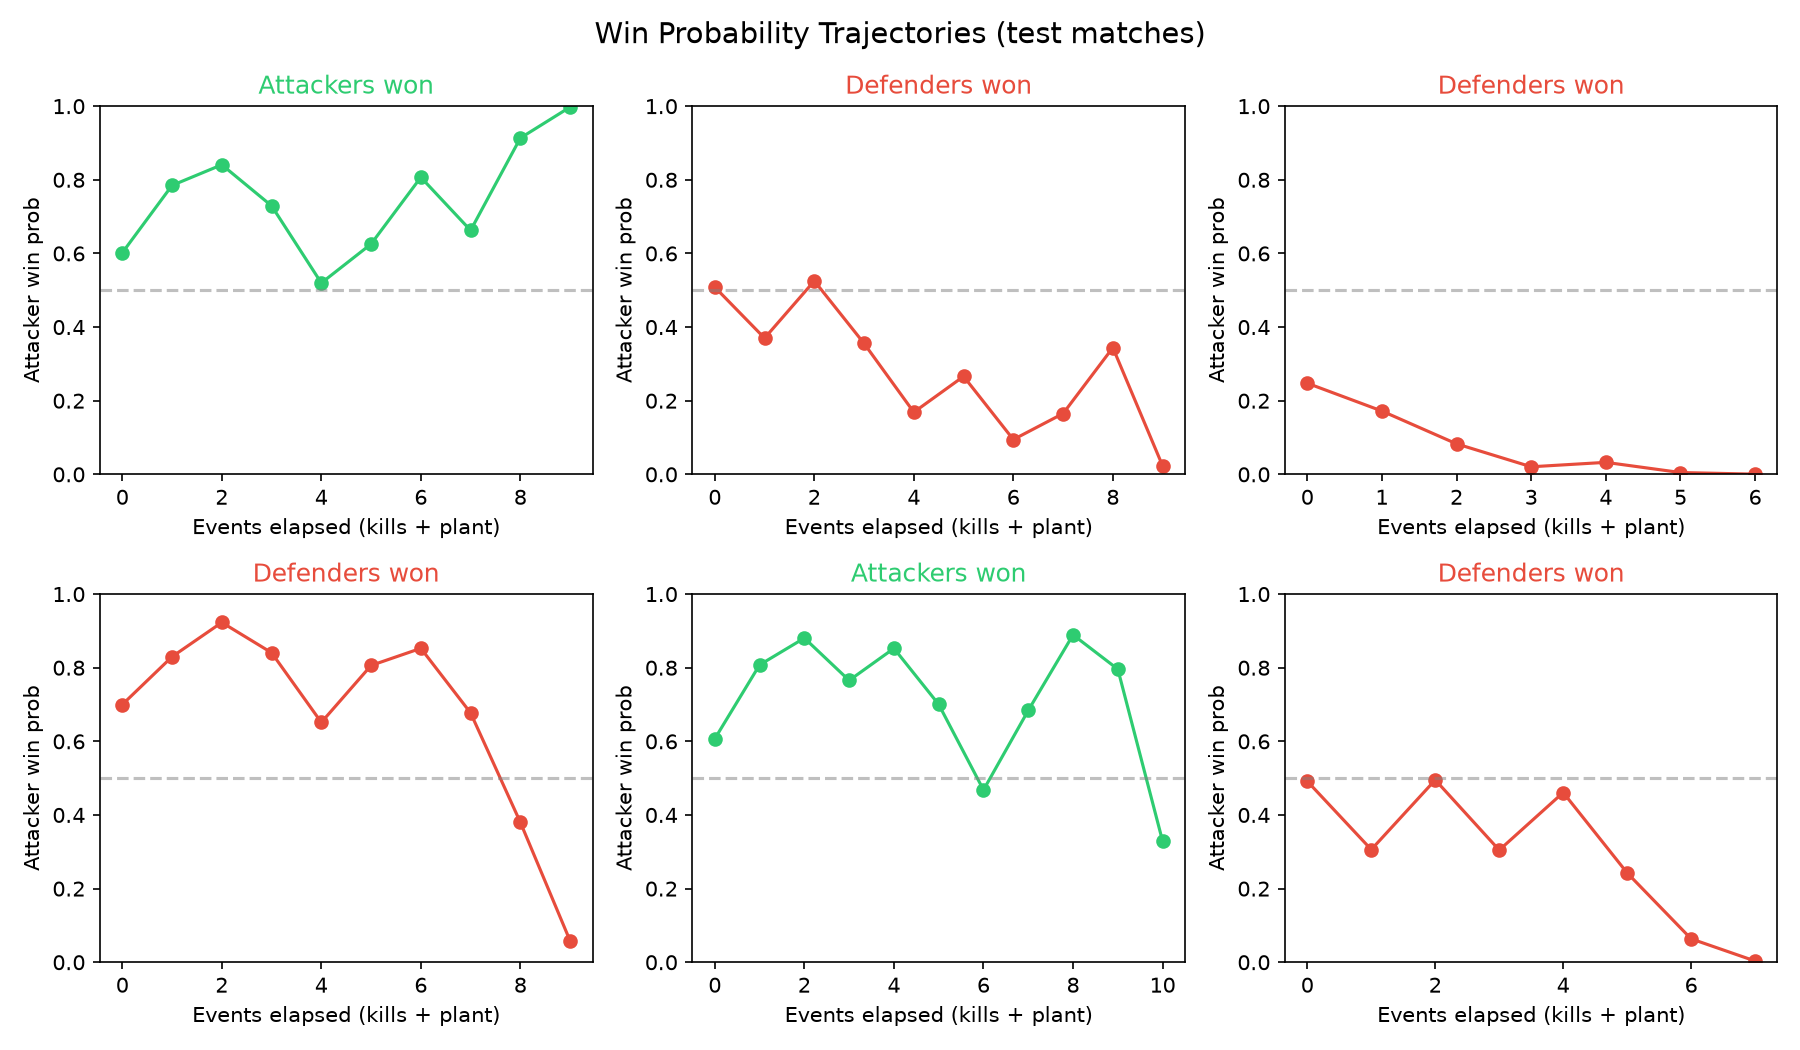 Win Probability Trajectories (test matches)
Attackers won
Defenders won
Defenders won
Attacker win prob
1.0
0.8
0.6
0.4
0.2
0.0
0 2 4 6 8
Events elapsed (kills + plant)
Attacker win prob
1.0
0.8
0.6
0.4
0.2
0.0
0 2 4 6 8
Events elapsed (kills + plant)
Attacker win prob
1.0
0.8
0.6
0.4
0.2
0.0
0 1 2 3 4 5 6
Events elapsed (kills + plant)
Defenders won
Attackers won
Defenders won
Attacker win prob
1.0
0.8
0.6
0.4
0.2
0.0
0 2 4 6 8
Events elapsed (kills + plant)
Attacker win prob
1.0
0.8
0.6
0.4
0.2
0.0
0 2 4 6 8 10
Events elapsed (kills + plant)
Attacker win prob
1.0
0.8
0.6
0.4
0.2
0.0
0 2 4 6
Events elapsed (kills + plant)